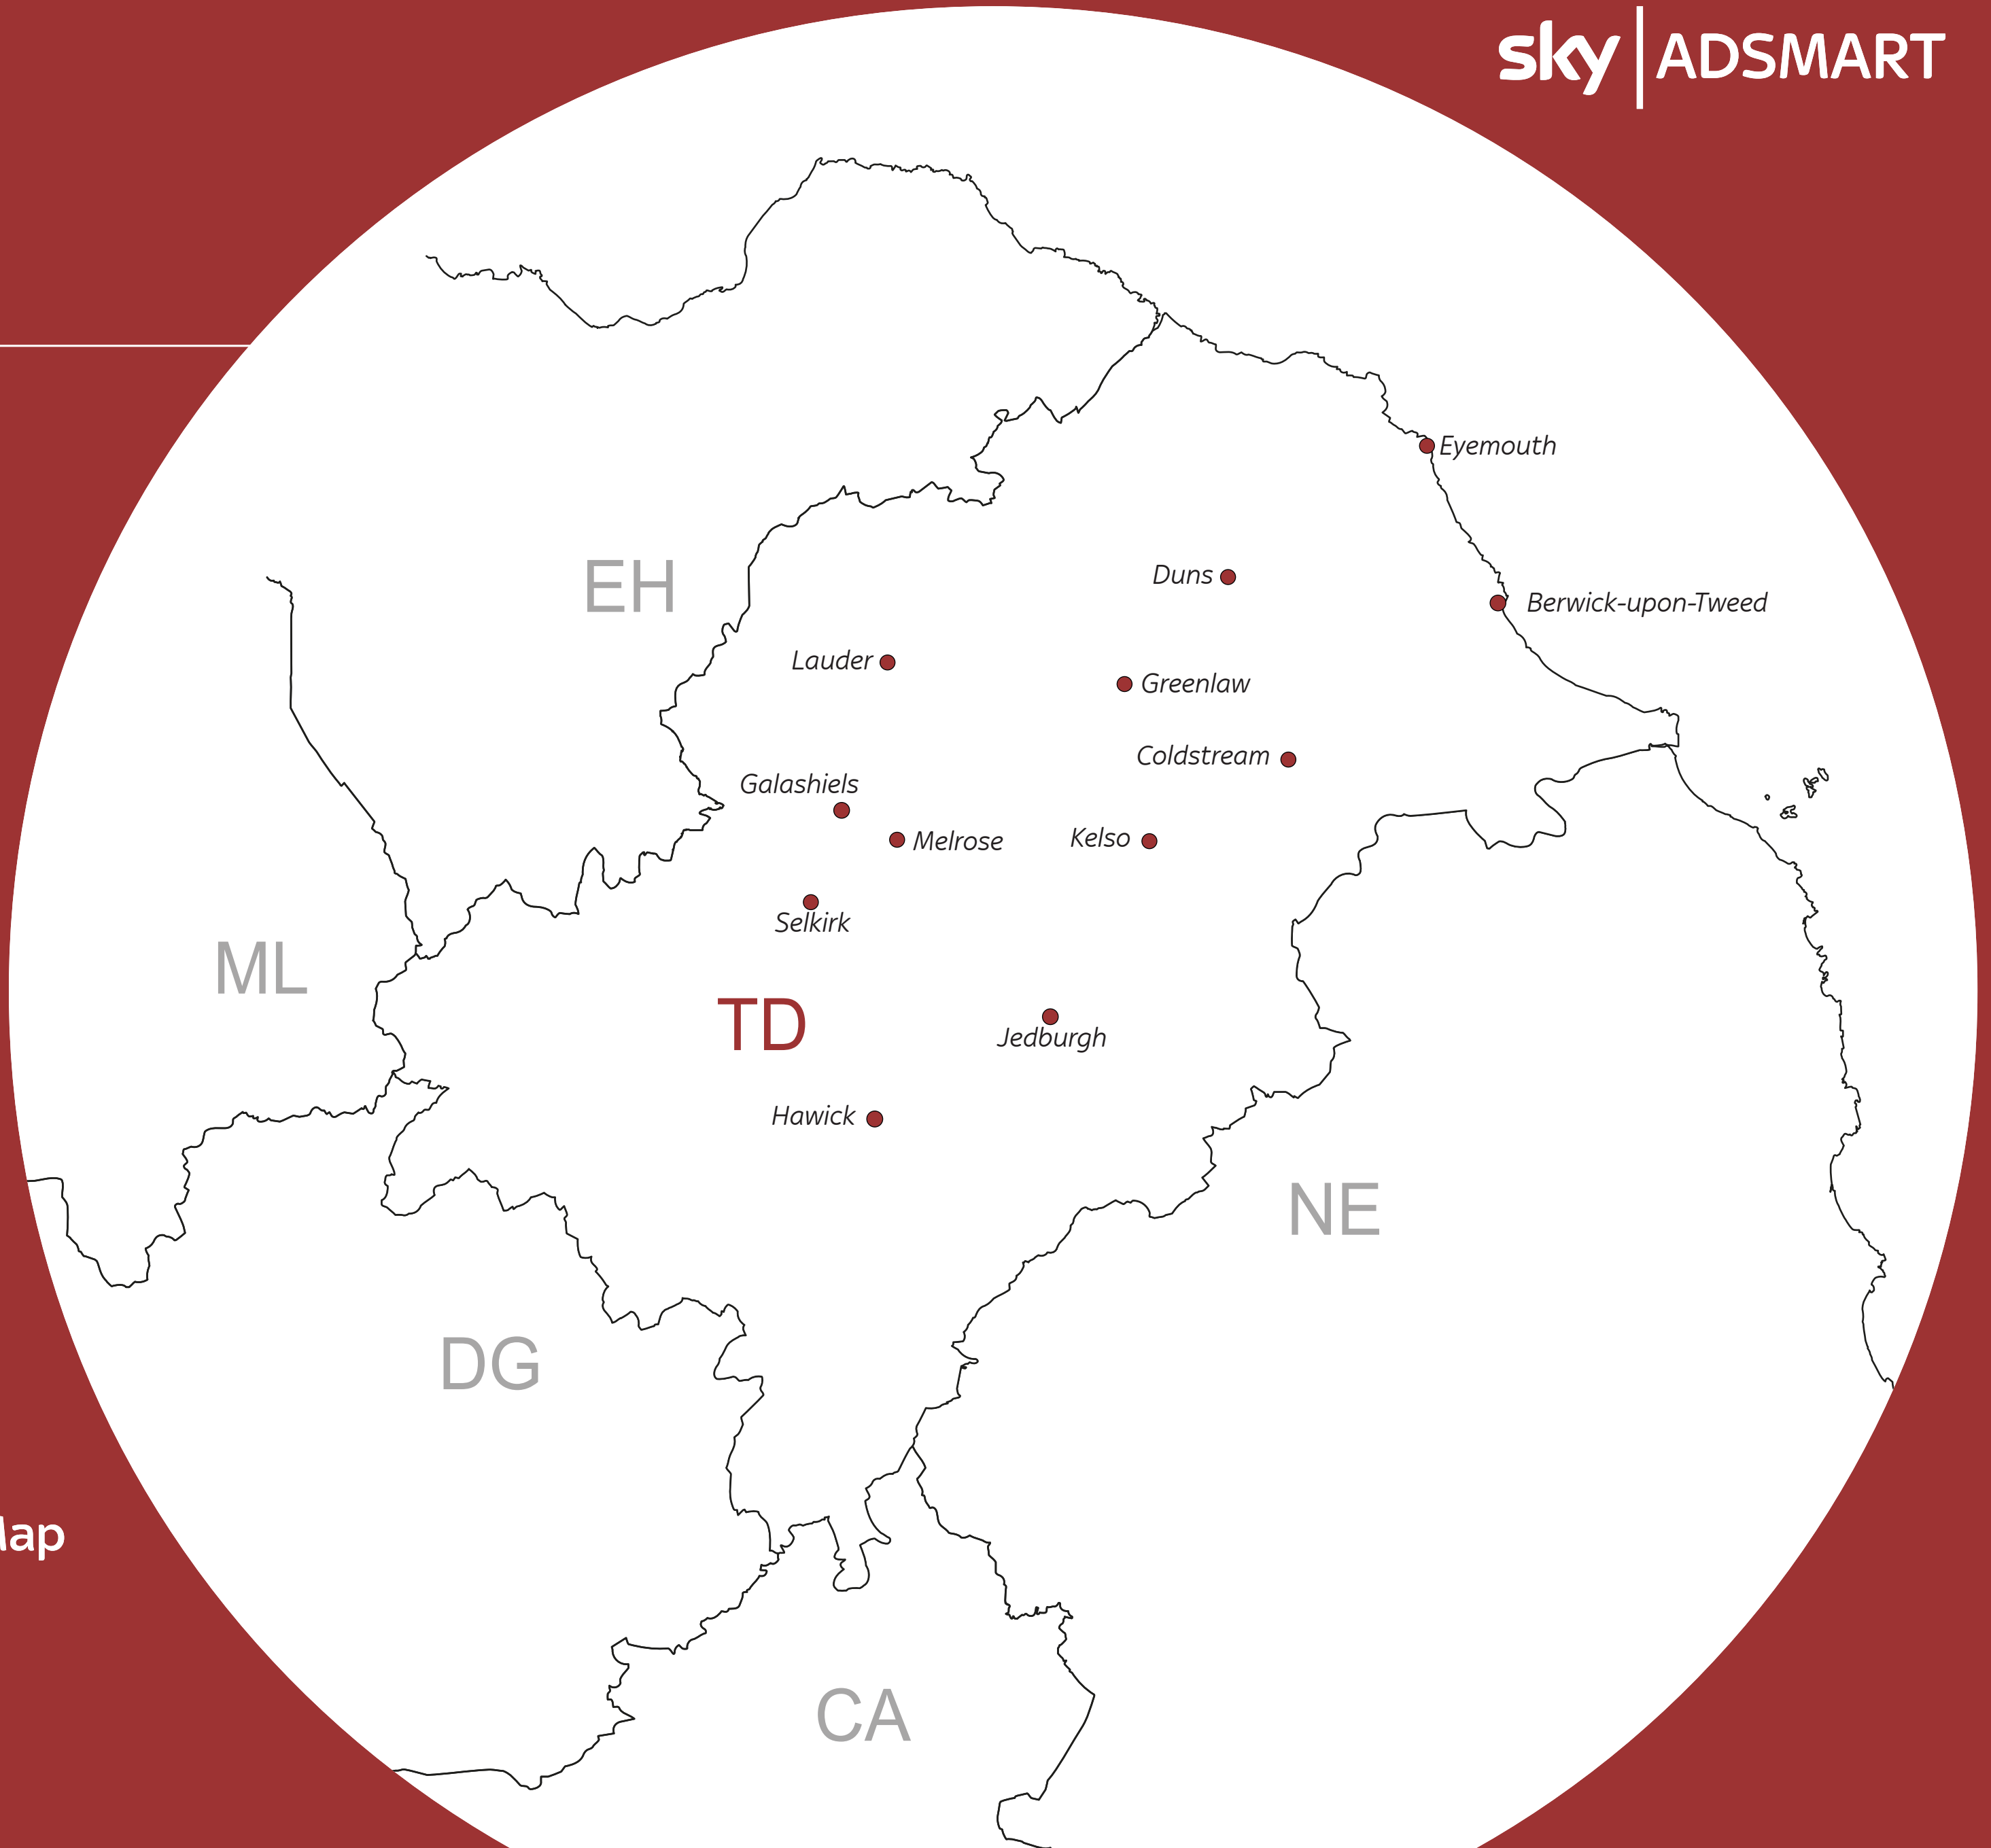 sky | ADSMART
Eyemouth
EH
Duns
Berwick-upon-Tweed
Lauder
Greenlaw
Coldstream
Galashiels
Melrose
Kelso
Selkirk
ML
TD
Jedburgh
Hawick
NE
DG
CA